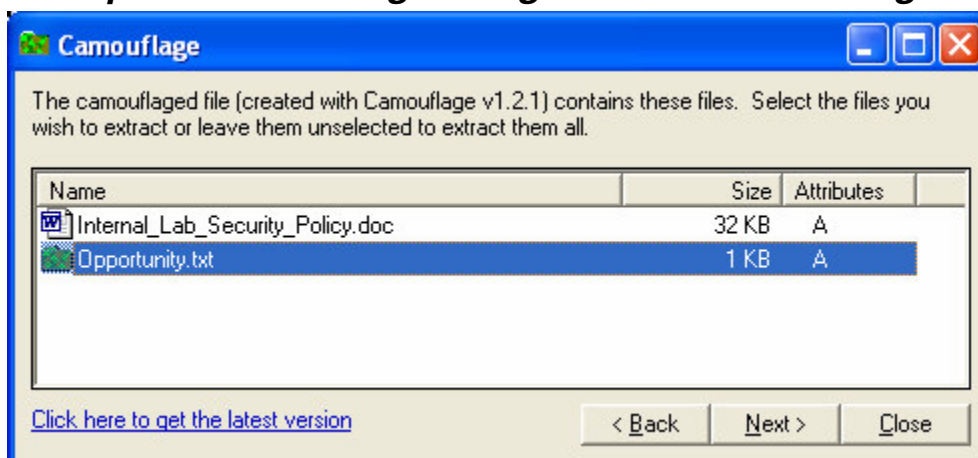 Camouflage
The camouflaged file (created with Camouflage v1.2.1) contains these files. Select the files you
wish to extract or leave them unselected to extract them all.
Name Size Attributes
Internal_Lab_Security_Policy.doc 32 KB A
Opportunity.txt 1 KB A
Click here to get the latest version < Back Next > Close